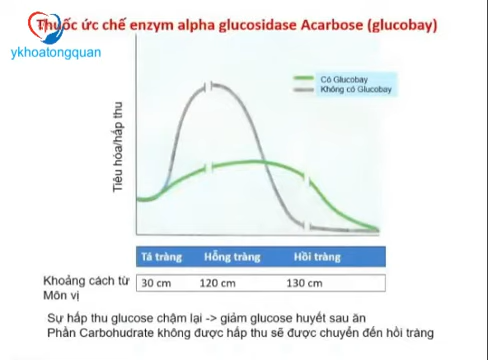 Thuốc ức chế enzym alpha glucosidase Acarbose (glucobay)
ykhoatongquan
Có Glucobay
Không có Glucobay
Tiêu hóa/hấp thu
Tá tràng Hỗng tràng Hồi tràng
Khoảng cách từ Môn vị 30 cm 120 cm 130 cm
Sự hấp thu glucose chậm lại -> giảm glucose huyết sau ăn
Phần Carbohudrate không được hấp thu sẽ được chuyển đến hồi tràng